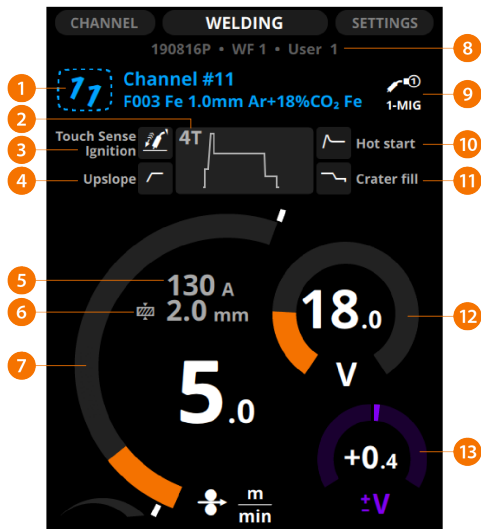 CHANNEL WELDING SETTINGS
190816P • WF 1 • User 1
8
1
11
Channel #11
F003 Fe 1.0mm Ar+18%CO₂ Fe
1
1-MIG
9
2
3
Touch Sense
Ignition
4T
Hot start
10
4
Upslope
Crater fill
11
5
130 A
6
2.0 mm
7
5.0
m
min
18.0
V
12
+0.4
±V
13